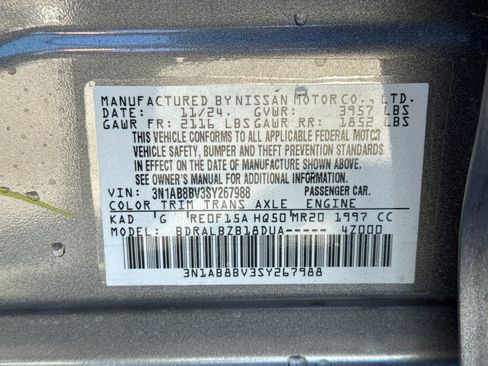 MANUFACTURED BY NISSAN MOTOR CO., LTD.
DATE: 11/24. GVWR: 3957 LBS
GAWR FR: 2116 LBS GAWR RR: 1852 LBS
THIS VEHICLE CONFORMS TO ALL APPLICABLE FEDERAL MOTOR
VEHICLE SAFETY, BUMPER AND THEFT PREVENTION STANDARDS
IN EFFECT ON THE DATE OF MANUFACTURE SHOWN ABOVE.
SEE OWNER'S MANUAL FOR ADDITIONAL INFORMATION.
VIN: 3N1AB8BV3SY267988 PASSENGER CAR.
COLOR TRIM TRANS AXLE ENGINE
KAD G RE0F15A HQ50 MR20 1997 CC
MODEL: BDRALBZB18DUA----- 4Z000
3N1AB8BV3SY267988